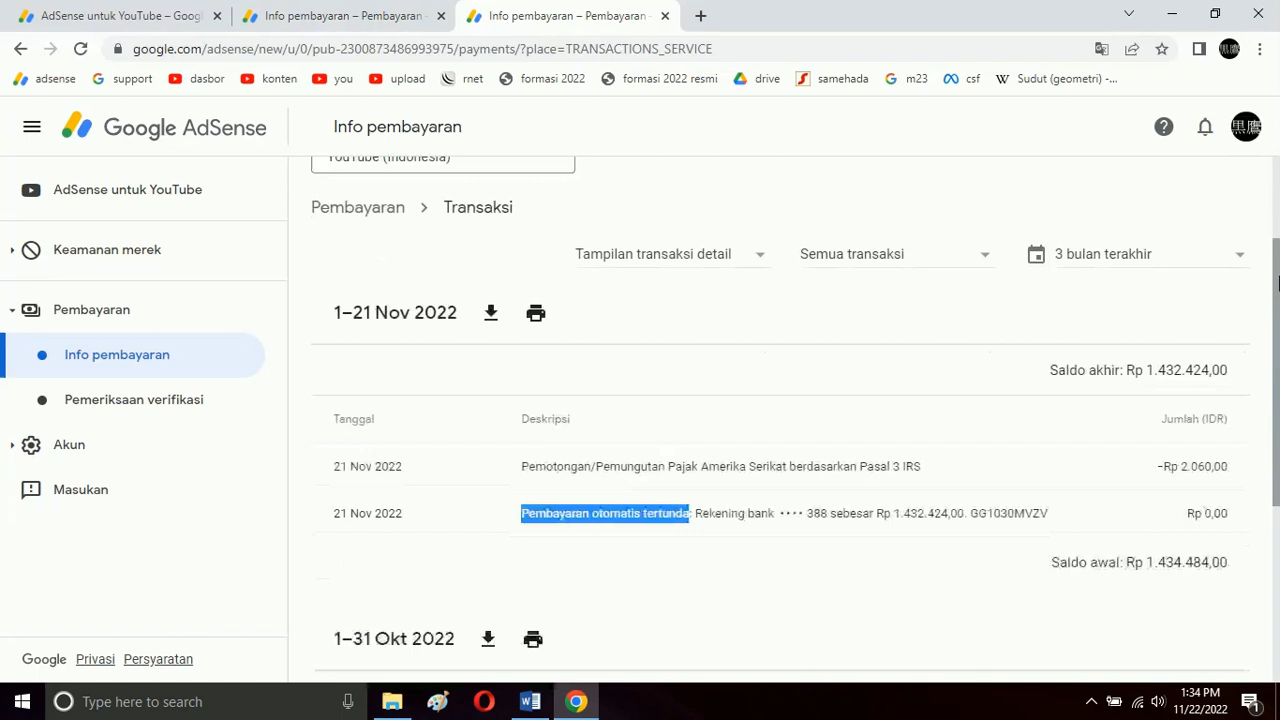 AdSense untuk YouTube – Googl
Info pembayaran – Pembayaran -
Info pembayaran – Pembayaran -
google.com/adsense/new/u/0/pub-2300873486993975/payments/?place=TRANSACTIONS_SERVICE
adsense
support
dasbor
konten
you
upload
rnet
formasi 2022
formasi 2022 resmi
drive
samehada
m23
csf
Sudut (geometri) -...
Google AdSense
Info pembayaran
黒鷹
YouTube (Indonesia)
AdSense untuk YouTube
Pembayaran > Transaksi
Keamanan merek
Tampilan transaksi detail
Semua transaksi
3 bulan terakhir
Pembayaran
1–21 Nov 2022
Info pembayaran
Saldo akhir: Rp 1.432.424,00
Pemeriksaan verifikasi
Tanggal
Deskripsi
Jumlah (IDR)
Akun
21 Nov 2022
Pemotongan/Pemungutan Pajak Amerika Serikat berdasarkan Pasal 3 IRS
−Rp 2.060,00
Masukan
21 Nov 2022
Pembayaran otomatis tertunda: Rekening bank •••• 388 sebesar Rp 1.432.424,00. GG1030MVZV
Rp 0,00
Saldo awal: Rp 1.434.484,00
1–31 Okt 2022
Google Privasi Persyaratan
Type here to search
1:34 PM
11/22/2022
1